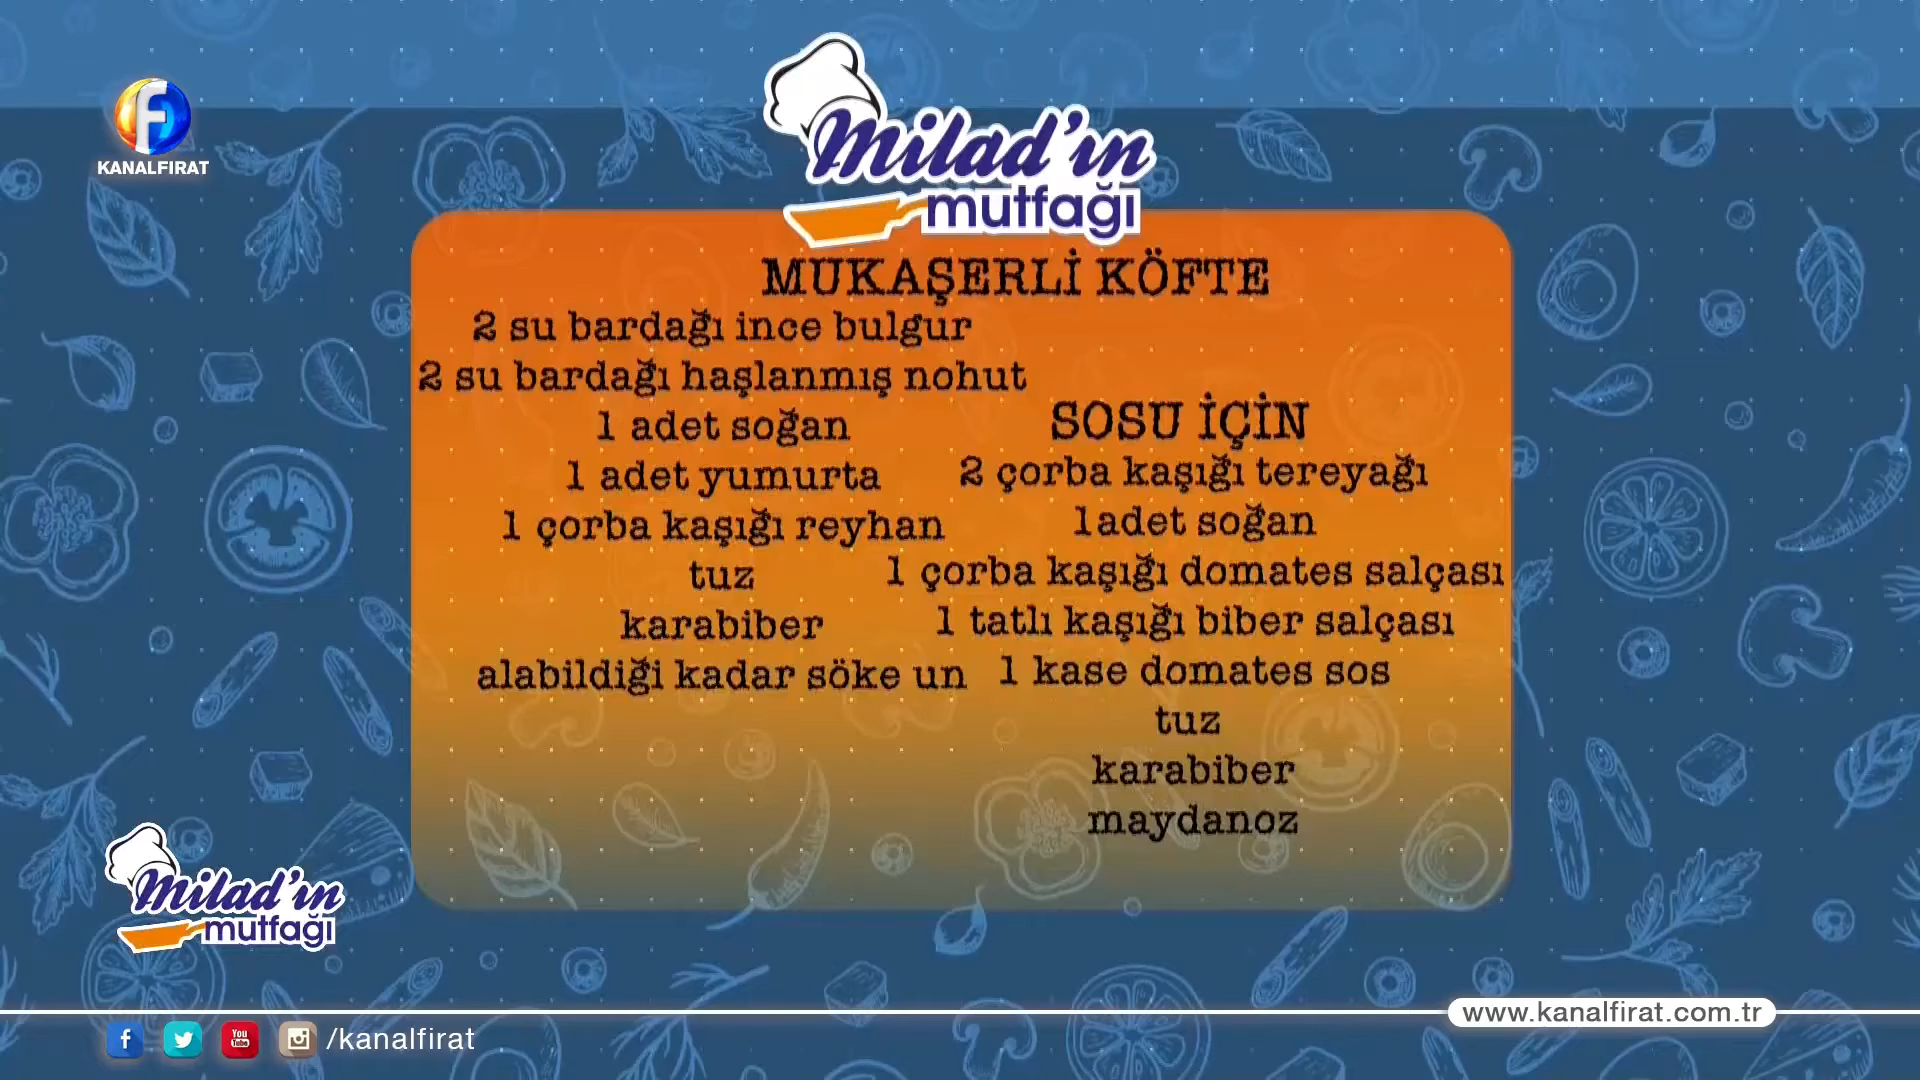 KANALFIRAT
Milad'ın
mutfağı
MUKAŞERLİ KÖFTE
2 su bardağı ince bulgur
2 su bardağı haşlanmış nohut
1 adet soğan
1 adet yumurta
1 çorba kaşığı reyhan
tuz
karabiber
alabildiği kadar söke un
SOSU İÇİN
2 çorba kaşığı tereyağı
1adet soğan
1 çorba kaşığı domates salçası
1 tatlı kaşığı biber salçası
1 kase domates sos
tuz
karabiber
maydanoz
Milad'ın
mutfağı
www.kanalfirat.com.tr
You Tube
/kanalfirat